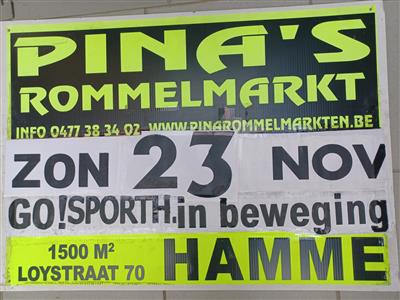 PINA'S
ROMMELMARKT
INFO 0477 38 34 02 WWW.PINAROMMELMARKTEN.BE
ZON 23 NOV
GO! SPORTH. in beweging
1500 M² HAMME
LOYSTRAAT 70